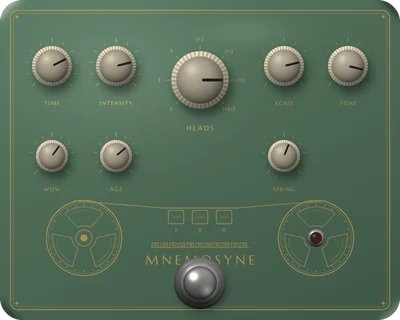 TIME
INTENSITY
HEADS
ECHO
TONE
WOW
AGE
SPRING
MNEMOSYNE